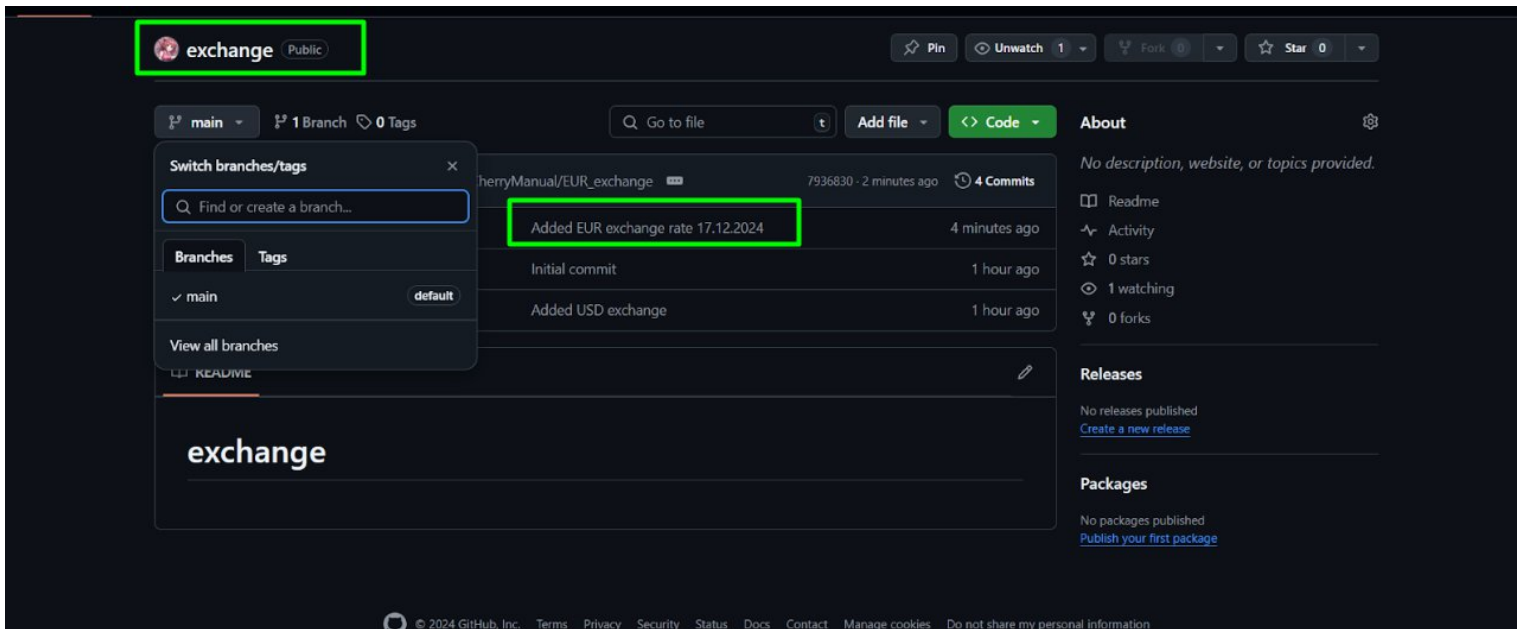 exchange Public
Pin
Unwatch 1
Fork 0
Star 0
main
1 Branch
0 Tags
Go to file
t
Add file
Code
Switch branches/tags
Find or create a branch...
Branches
Tags
main
default
View all branches
herryManual/EUR_exchange
7936830 · 2 minutes ago
4 Commits
Added EUR exchange rate 17.12.2024
4 minutes ago
Initial commit
1 hour ago
Added USD exchange
1 hour ago
README
exchange
About
No description, website, or topics provided.
Readme
Activity
0 stars
1 watching
0 forks
Releases
No releases published
Create a new release
Packages
No packages published
Publish your first package
© 2024 GitHub, Inc. Terms Privacy Security Status Docs Contact Manage cookies Do not share my personal information